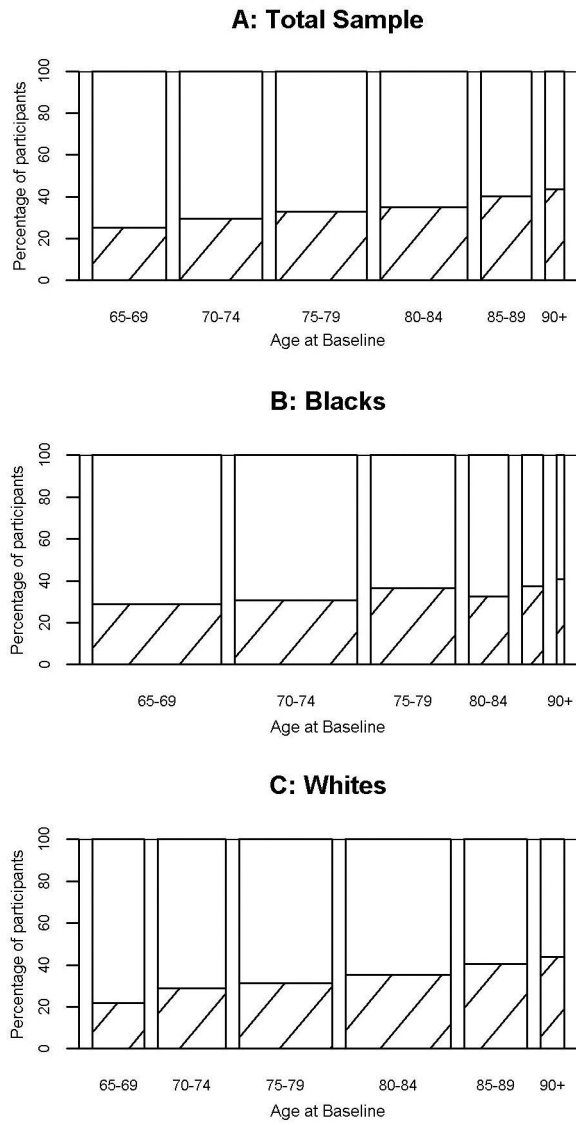 A: Total Sample
Percentage of participants
100
80
60
40
20
0
65-69 70-74 75-79 80-84 85-89 90+
Age at Baseline
B: Blacks
Percentage of participants
100
80
60
40
20
0
65-69 70-74 75-79 80-84 90+
Age at Baseline
C: Whites
Percentage of participants
100
80
60
40
20
0
65-69 70-74 75-79 80-84 85-89 90+
Age at Baseline